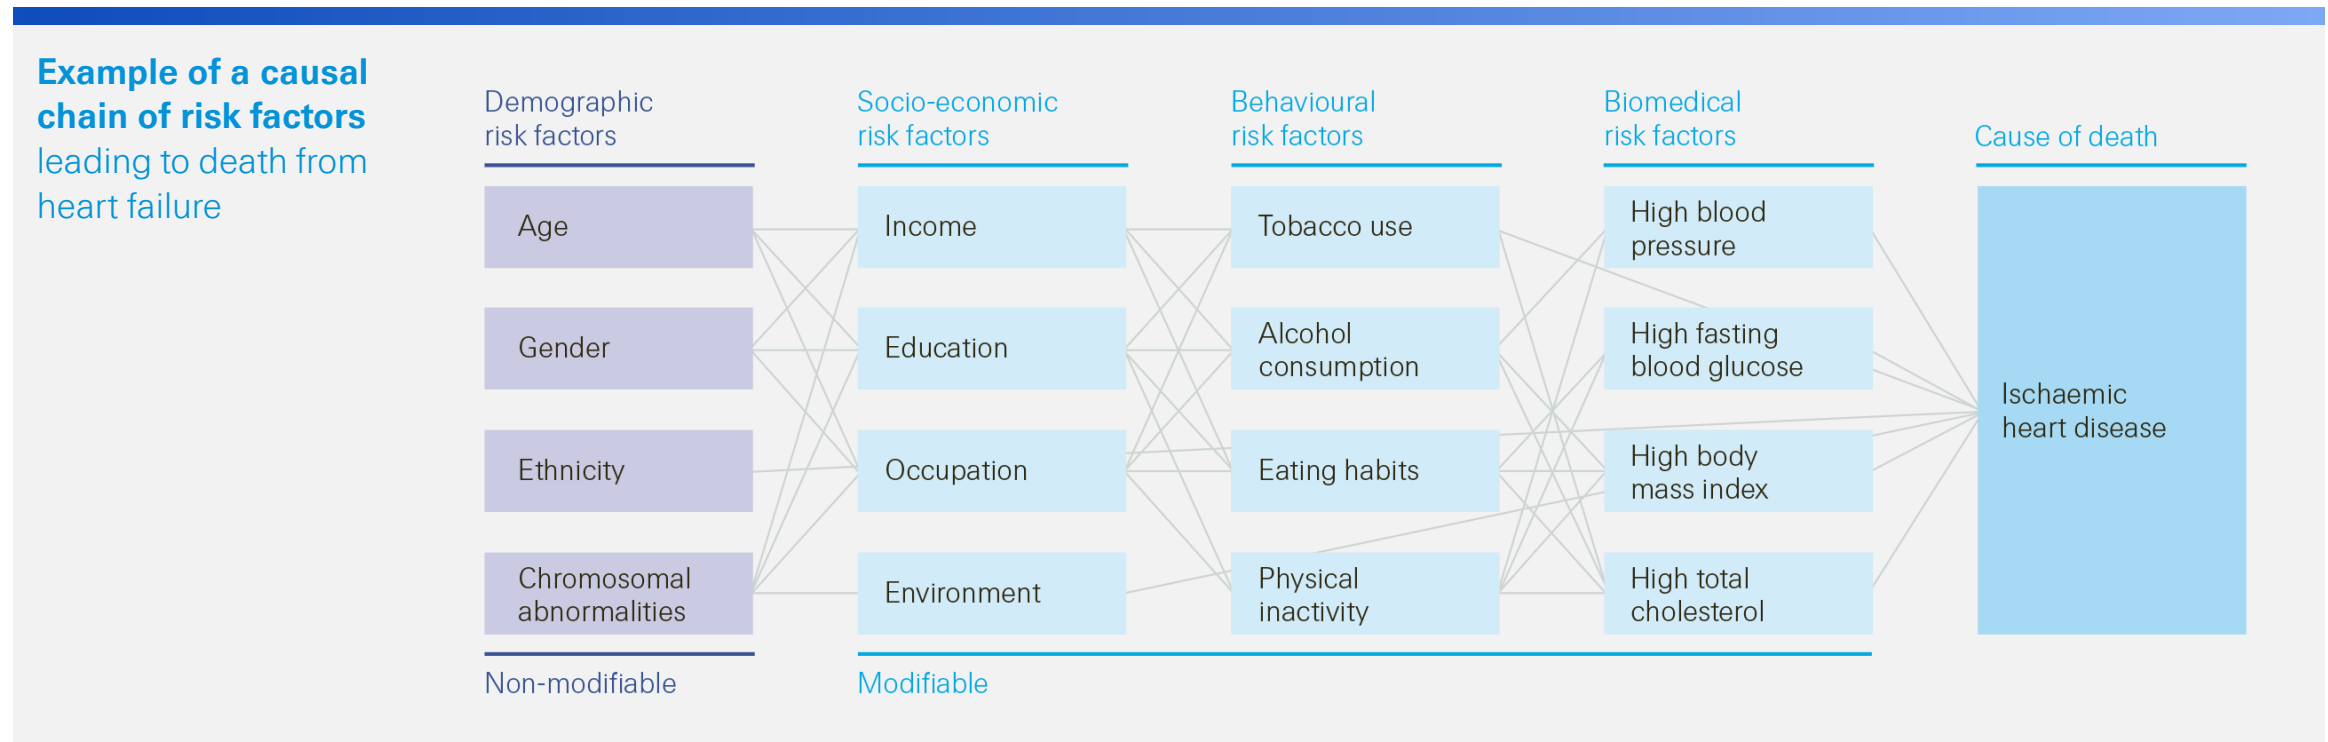 Example of a causal
chain of risk factors
leading to death from
heart failure
Demographic
risk factors
Socio-economic
risk factors
Behavioural
risk factors
Biomedical
risk factors
Cause of death
Age
Gender
Ethnicity
Chromosomal
abnormalities
Income
Education
Occupation
Environment
Tobacco use
Alcohol
consumption
Eating habits
Physical
inactivity
High blood
pressure
High fasting
blood glucose
High body
mass index
High total
cholesterol
Ischaemic
heart disease
Non-modifiable
Modifiable